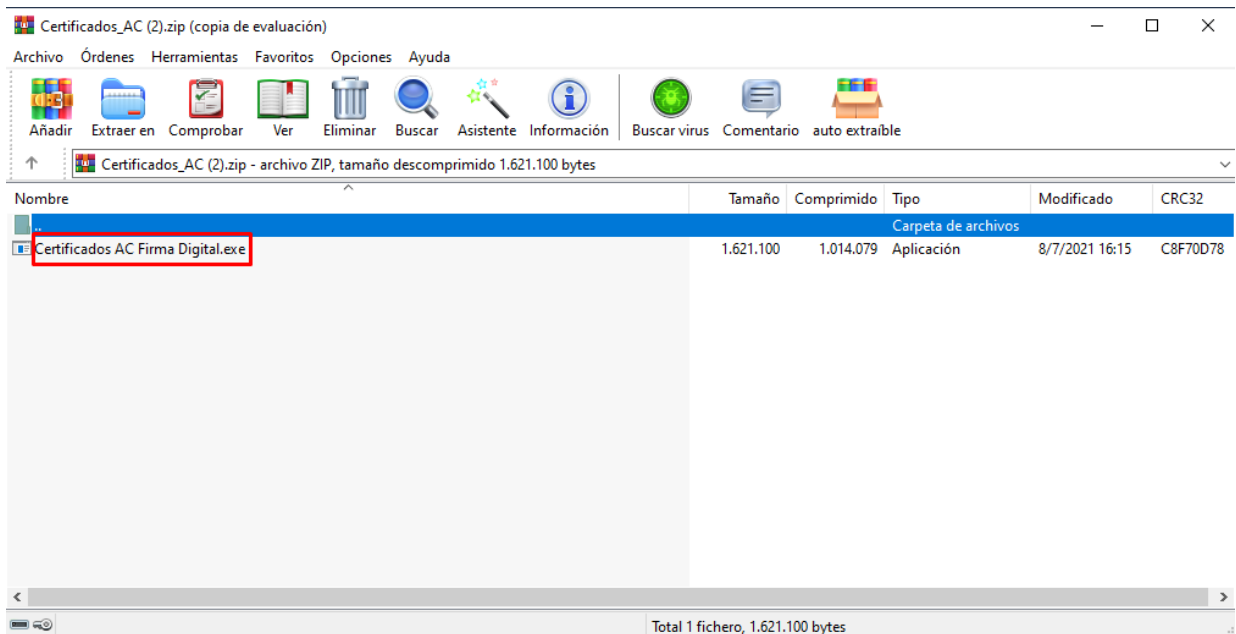 Certificados_AC (2).zip (copia de evaluación)
Archivo Órdenes Herramientas Favoritos Opciones Ayuda
Añadir Extraer en Comprobar Ver Eliminar Buscar Asistente Información Buscar virus Comentario auto extraíble
Certificados_AC (2).zip - archivo ZIP, tamaño descomprimido 1.621.100 bytes
Nombre Tamaño Comprimido Tipo Modificado CRC32
.. Carpeta de archivos
Certificados AC Firma Digital.exe 1.621.100 1.014.079 Aplicación 8/7/2021 16:15 C8F70D78
Total 1 fichero, 1.621.100 bytes